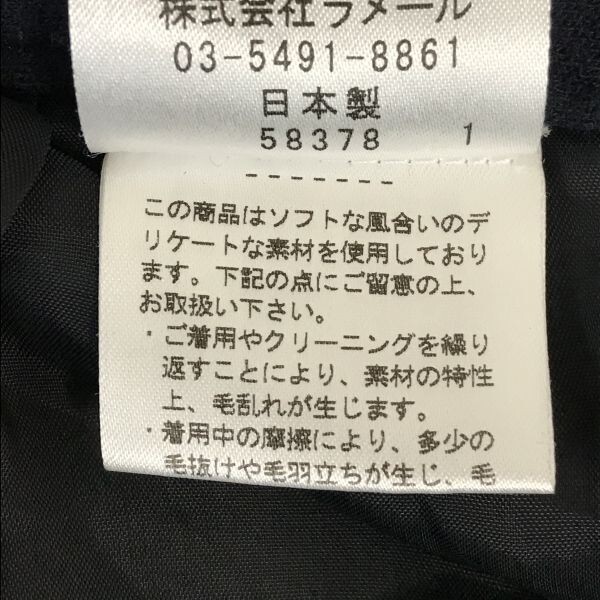 株式会社ラメール
03-5491-8861
日本製
58378 1
-------
この商品はソフトな風合いのデ
リケートな素材を使用しており
ます。下記の点にご留意の上、
お取扱い下さい。
・ご着用やクリーニングを繰り
返すことにより、素材の特性
上、毛乱れが生じます。
・着用中の摩擦により、多少の
毛抜けや毛羽立ちが生じ、毛